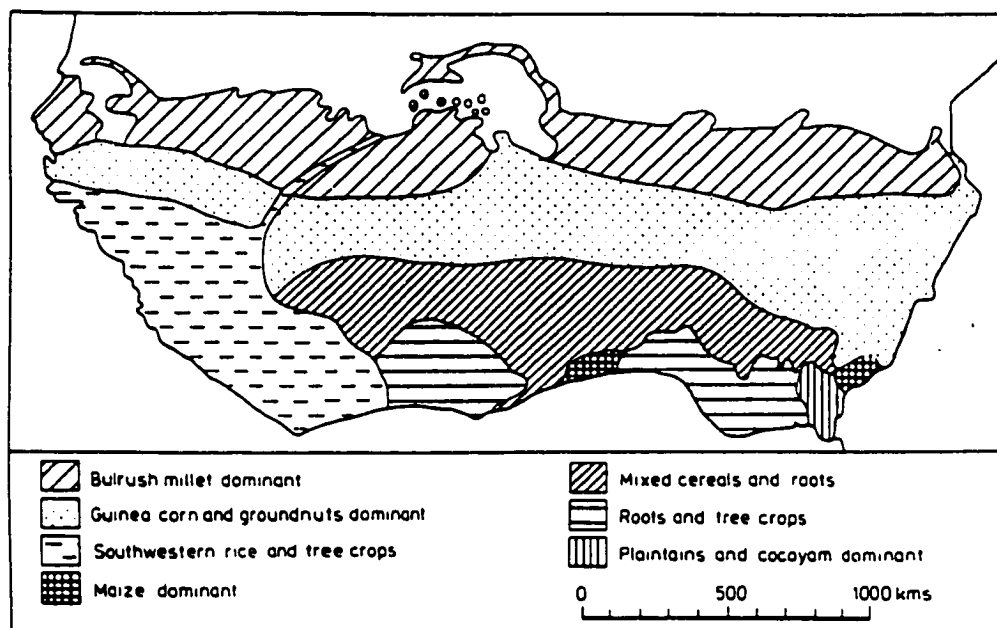 Bulrush millet dominant
Guinea corn and groundnuts dominant
Southwestern rice and tree crops
Maize dominant
Mixed cereals and roots
Roots and tree crops
Plaintains and cocoyam dominant
0 500 1000 kms